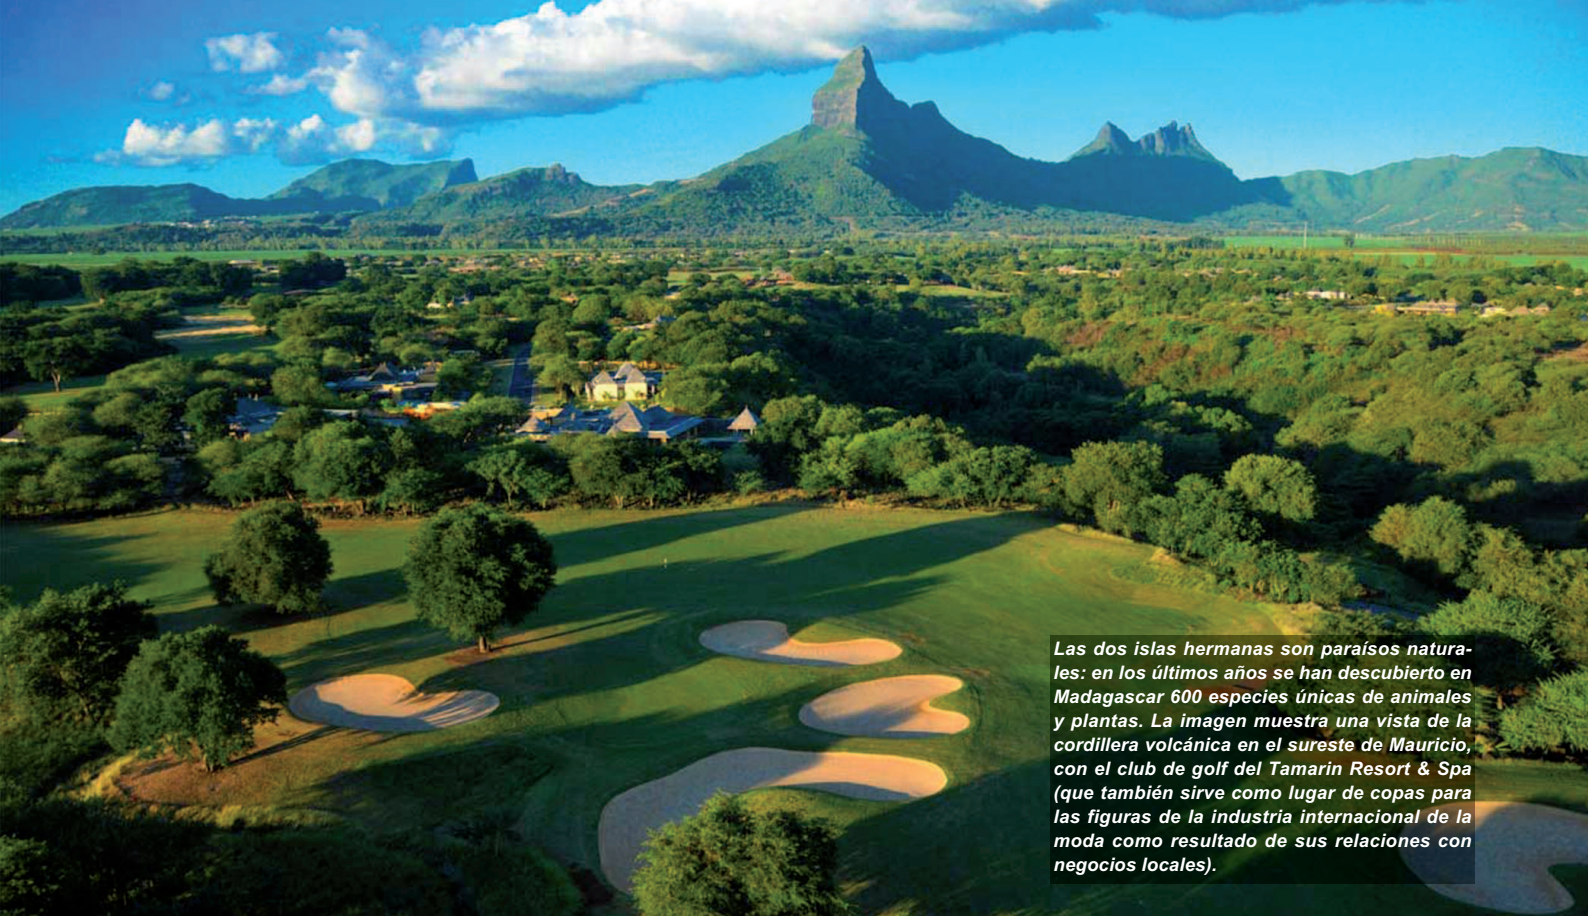 Las dos islas hermanas son paraísos natura-
les: en los últimos años se han descubierto en
Madagascar 600 especies únicas de animales
y plantas. La imagen muestra una vista de la
cordillera volcánica en el sureste de Mauricio,
con el club de golf del Tamarin Resort & Spa
(que también sirve como lugar de copas para
las figuras de la industria internacional de la
moda como resultado de sus relaciones con
negocios locales).